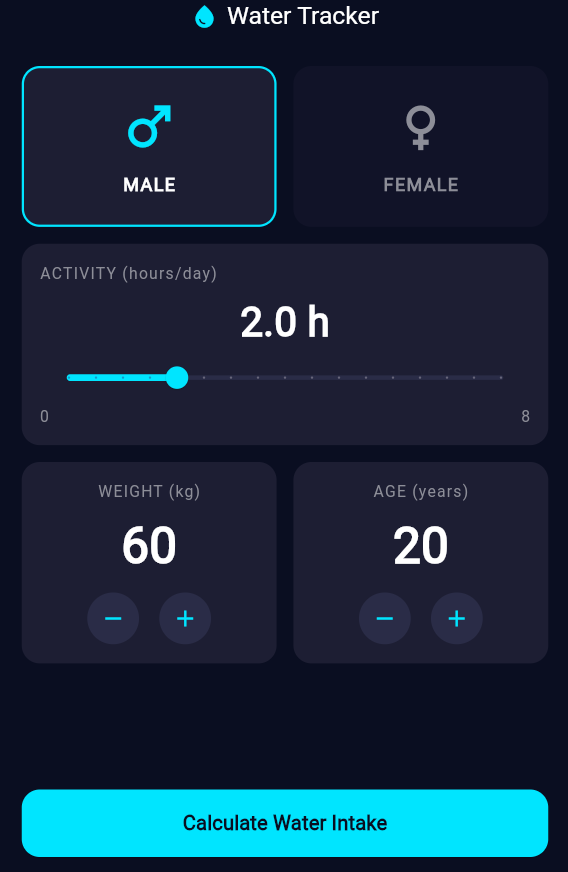 Water Tracker
MALE
FEMALE
ACTIVITY (hours/day)
2.0 h
0
8
WEIGHT (kg)
60
AGE (years)
20
Calculate Water Intake